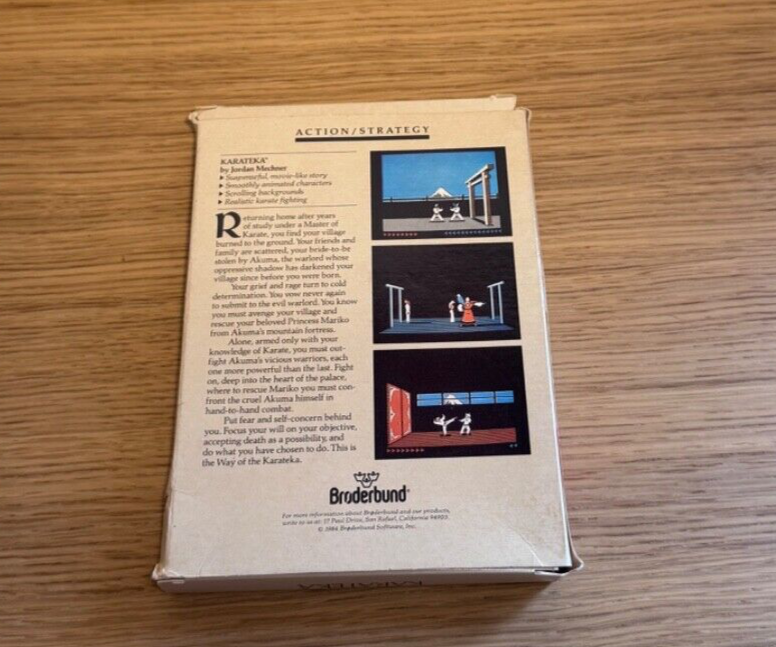 ACTION/STRATEGY
KARATEKA™
by Jordan Mechner
▸ Suspenseful, movie-like story
▸ Smoothly animated characters
▸ Scrolling backgrounds
▸ Realistic karate fighting
Returning home after years
of study under a Master of
Karate, you find your village
burned to the ground. Your friends and
family are scattered, your bride-to-be
stolen by Akuma, the warlord whose
oppressive shadow has darkened your
village since before you were born.
Your grief and rage turn to cold
determination. You vow never again
to submit to the evil warlord. You know
you must avenge your village and
rescue your beloved Princess Mariko
from Akuma's mountain fortress.
Alone, armed only with your
knowledge of Karate, you must out-
fight Akuma's vicious warriors, each
one more powerful than the last. Fight
on, deep into the heart of the palace,
where to rescue Mariko you must con-
front the cruel Akuma himself in
hand-to-hand combat.
Put fear and self-concern behind
you. Focus your will on your objective,
accepting death as a possibility, and
do what you have chosen to do. This is
the Way of the Karateka.
Brøderbund®
For more information about Brøderbund and our products,
write to us at: 17 Paul Drive, San Rafael, California 94903.
© 1984 Brøderbund Software, Inc.
KARATEKA